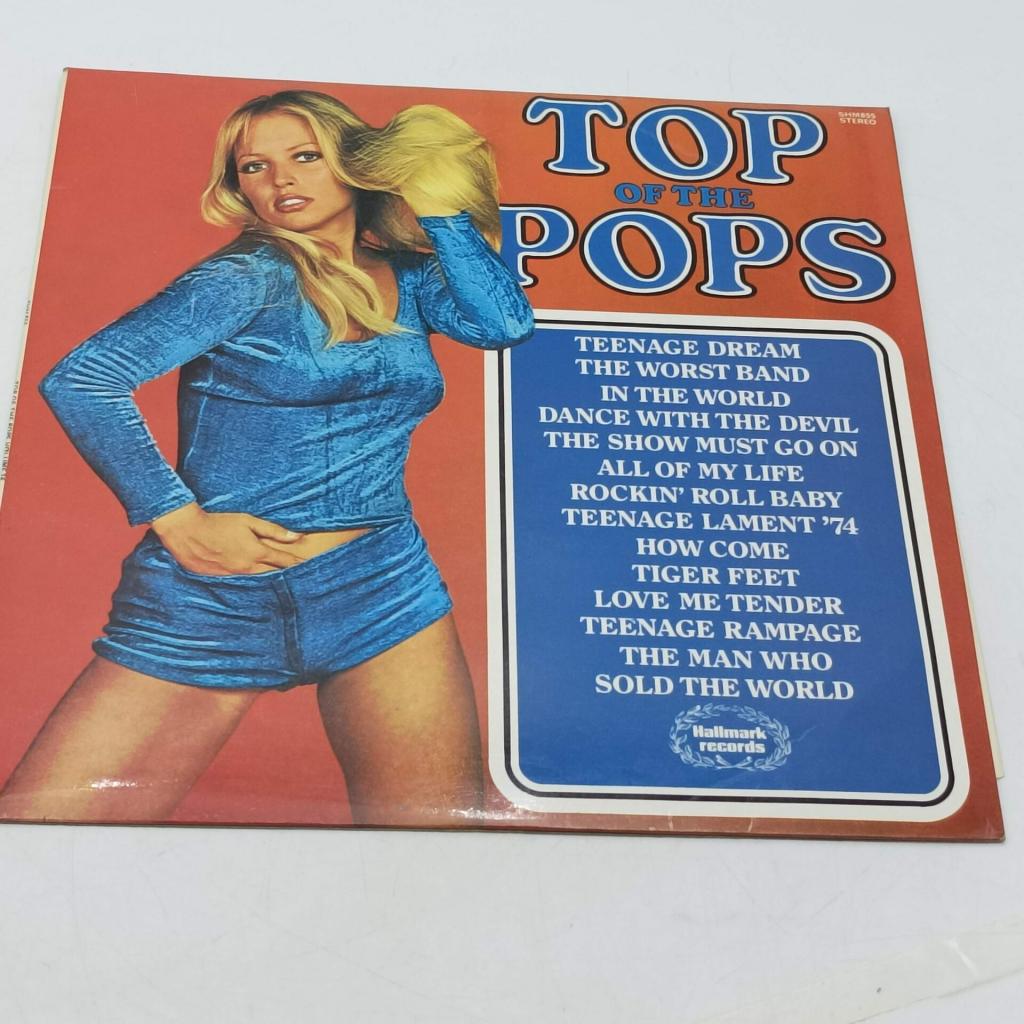 TOP
OF THE
POPS
SHM855
STEREO
TEENAGE DREAM
THE WORST BAND
IN THE WORLD
DANCE WITH THE DEVIL
THE SHOW MUST GO ON
ALL OF MY LIFE
ROCKIN' ROLL BABY
TEENAGE LAMENT '74
HOW COME
TIGER FEET
LOVE ME TENDER
TEENAGE RAMPAGE
THE MAN WHO
SOLD THE WORLD
Hallmark
records